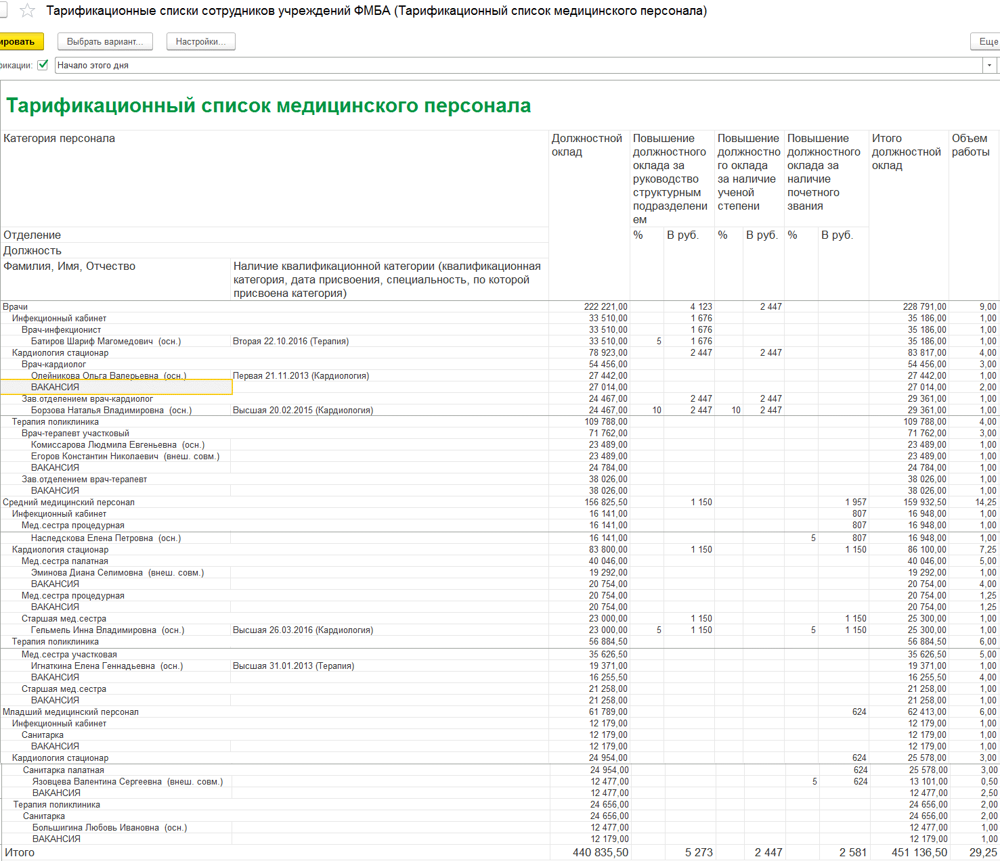 Тарификационные списки сотрудников учреждений ФМБА (Тарификационный список медицинского персонала)
ировать Выбрать вариант... Настройки... Еще
рикации: Начало этого дня
Тарификационный список медицинского персонала
Категория персонала
Должностной оклад
Повышение должностного оклада за руководство структурным подразделени ем
Повышение должностно го оклада за наличие ученой степени
Повышение должностного оклада за наличие почетного звания
Итого должностной оклад
Объем работы
Отделение % В руб. % В руб. % В руб.
Должность
Фамилия, Имя, Отчество
Наличие квалификационной категории (квалификационная
категория, дата присвоения, специальность, по которой
присвоена категория)
Врачи 222 221,00 4 123 2 447 228 791,00 9,00
Инфекционный кабинет 33 510,00 1 676 35 186,00 1,00
Врач-инфекционист 33 510,00 1 676 35 186,00 1,00
Батиров Шариф Магомедович (осн.) Вторая 22.10.2016 (Терапия) 33 510,00 5 1 676 35 186,00 1,00
Кардиология стационар 78 923,00 2 447 2 447 83 817,00 4,00
Врач-кардиолог 54 456,00 54 456,00 3,00
Олейникова Ольга Валерьевна (осн.) Первая 21.11.2013 (Кардиология) 27 442,00 27 442,00 1,00
ВАКАНСИЯ 27 014,00 27 014,00 2,00
Зав.отделением врач-кардиолог 24 467,00 2 447 2 447 29 361,00 1,00
Борзова Наталья Владимировна (осн.) Высшая 20.02.2015 (Кардиология) 24 467,00 10 2 447 10 2 447 29 361,00 1,00
Терапия поликлиника 109 788,00 109 788,00 4,00
Врач-терапевт участковый 71 762,00 71 762,00 3,00
Комиссарова Людмила Евгеньевна (осн.) 23 489,00 23 489,00 1,00
Егоров Константин Николаевич (внеш. совм.) 23 489,00 23 489,00 1,00
ВАКАНСИЯ 24 784,00 24 784,00 1,00
Зав.отделением врач-терапевт 38 026,00 38 026,00 1,00
ВАКАНСИЯ 38 026,00 38 026,00 1,00
Средний медицинский персонал 156 825,50 1 150 1 957 159 932,50 14,25
Инфекционный кабинет 16 141,00 807 16 948,00 1,00
Мед.сестра процедурная 16 141,00 807 16 948,00 1,00
Наследскова Елена Петровна (осн.) 16 141,00 5 807 16 948,00 1,00
Кардиология стационар 83 800,00 1 150 1 150 86 100,00 7,25
Мед.сестра палатная 40 046,00 40 046,00 5,00
Эминова Диана Селимовна (внеш. совм.) 19 292,00 19 292,00 1,00
ВАКАНСИЯ 20 754,00 20 754,00 4,00
Мед.сестра процедурная 20 754,00 20 754,00 1,25
ВАКАНСИЯ 20 754,00 20 754,00 1,25
Старшая мед.сестра 23 000,00 1 150 1 150 25 300,00 1,00
Гельмель Инна Владимировна (осн.) Высшая 26.03.2016 (Кардиология) 23 000,00 5 1 150 5 1 150 25 300,00 1,00
Терапия поликлиника 56 884,50 56 884,50 6,00
Мед.сестра участковая 35 626,50 35 626,50 5,00
Игнаткина Елена Геннадьевна (осн.) Высшая 31.01.2013 (Терапия) 19 371,00 19 371,00 1,00
ВАКАНСИЯ 16 255,50 16 255,50 4,00
Старшая мед.сестра 21 258,00 21 258,00 1,00
ВАКАНСИЯ 21 258,00 21 258,00 1,00
Младший медицинский персонал 61 789,00 624 62 413,00 6,00
Инфекционный кабинет 12 179,00 12 179,00 1,00
Санитарка 12 179,00 12 179,00 1,00
ВАКАНСИЯ 12 179,00 12 179,00 1,00
Кардиология стационар 24 954,00 624 25 578,00 3,00
Санитарка палатная 24 954,00 624 25 578,00 3,00
Язовцева Валентина Сергеевна (внеш. совм.) 12 477,00 5 624 13 101,00 0,50
ВАКАНСИЯ 12 477,00 12 477,00 2,50
Терапия поликлиника 24 656,00 24 656,00 2,00
Санитарка 24 656,00 24 656,00 2,00
Большигина Любовь Ивановна (осн.) 12 477,00 12 477,00 1,00
ВАКАНСИЯ 12 179,00 12 179,00 1,00
Итого 440 835,50 5 273 2 447 2 581 451 136,50 29,25